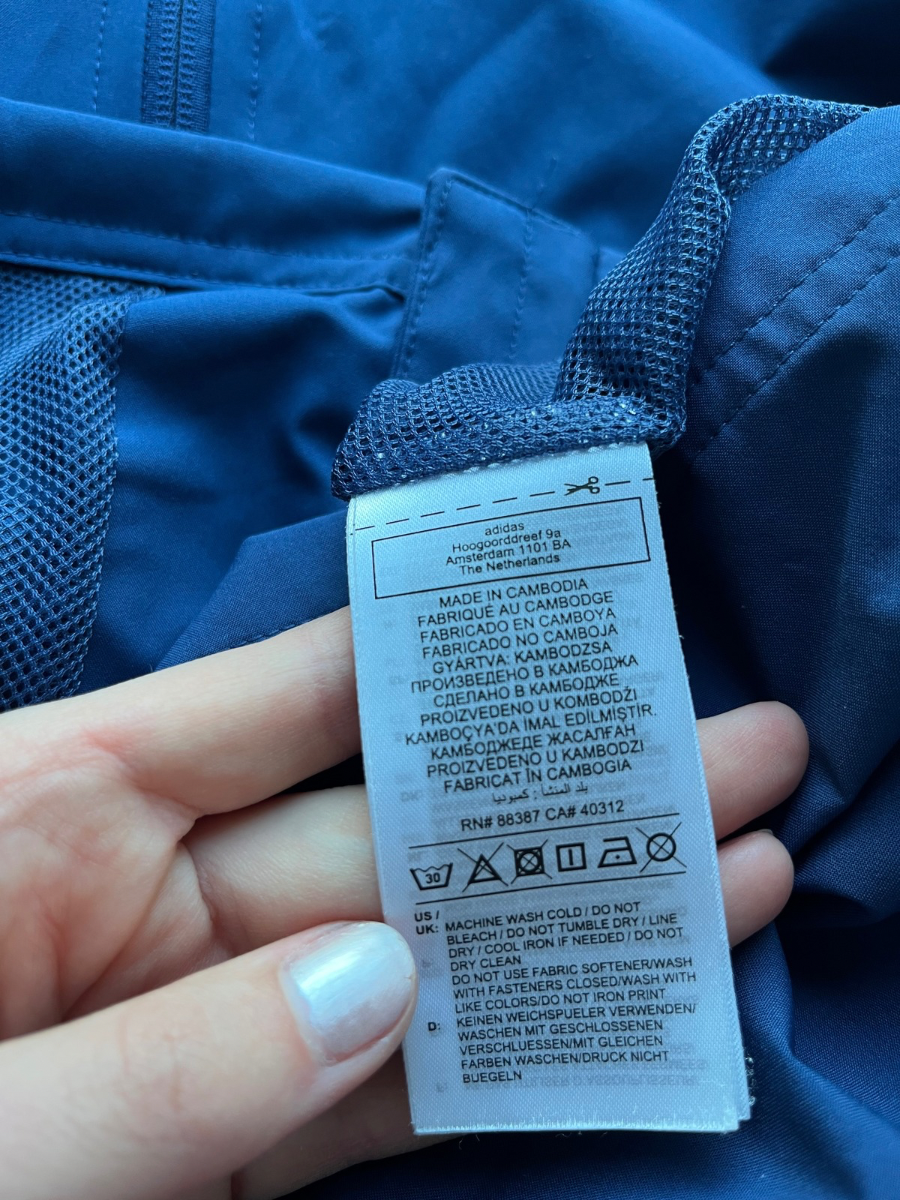 adidas
Hoogoorddreef 9a
Amsterdam 1101 BA
The Netherlands
MADE IN CAMBODIA
FABRIQUÉ AU CAMBODGE
FABRICADO EN CAMBOYA
FABRICADO NO CAMBOJA
GYÁRTVA: KAMBODZSA
ПРОИЗВЕДЕНО В КАМБОДЖА
СДЕЛАНО В КАМБОДЖЕ
PROIZVEDENO U KOMBODŽI
KAMBOÇYA'DA İMAL EDİLMİŞTİR.
КАМБОДЖЕДЕ ЖАСАЛҒАН
PROIZVEDENO U KAMBODZI
FABRICAT ÎN CAMBOGIA
بلد المنشأ: كمبوديا
RN# 88387 CA# 40312
30
US /
UK: MACHINE WASH COLD / DO NOT
BLEACH / DO NOT TUMBLE DRY / LINE
DRY / COOL IRON IF NEEDED / DO NOT
DRY CLEAN
DO NOT USE FABRIC SOFTENER/WASH
WITH FASTENERS CLOSED/WASH WITH
LIKE COLORS/DO NOT IRON PRINT
D: KEINEN WEICHSPUELER VERWENDEN/
WASCHEN MIT GESCHLOSSENEN
VERSCHLUESSEN/MIT GLEICHEN
FARBEN WASCHEN/DRUCK NICHT
BUEGELN